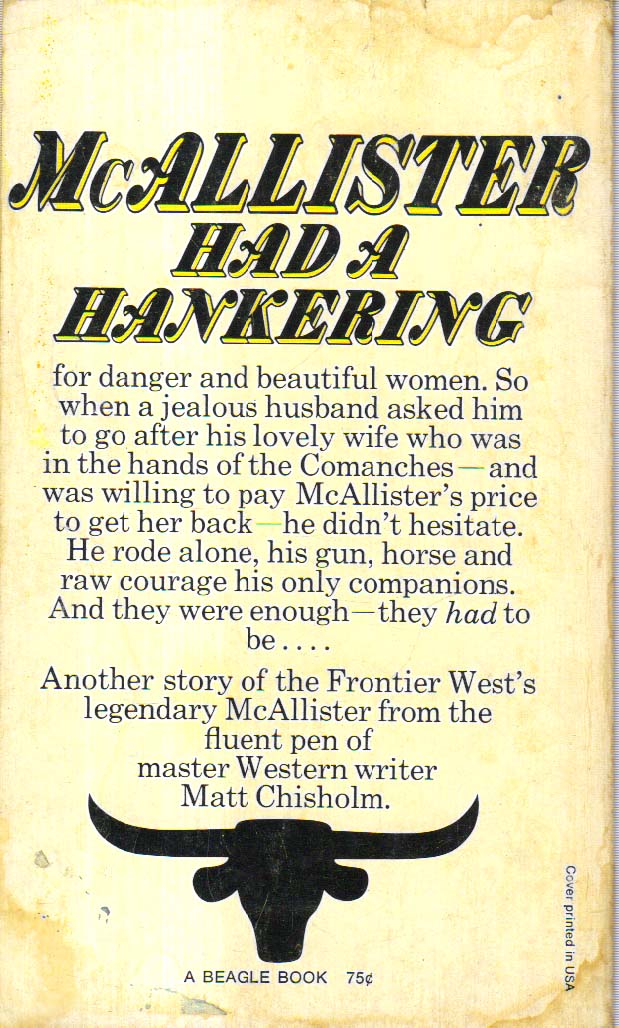 McALLISTER
HAD A
HANKERING
for danger and beautiful women. So
when a jealous husband asked him
to go after his lovely wife who was
in the hands of the Comanches—and
was willing to pay McAllister's price
to get her back—he didn't hesitate.
He rode alone, his gun, horse and
raw courage his only companions.
And they were enough—they had to
be....
Another story of the Frontier West's
legendary McAllister from the
fluent pen of
master Western writer
Matt Chisholm.
A BEAGLE BOOK 75¢
Cover printed in USA